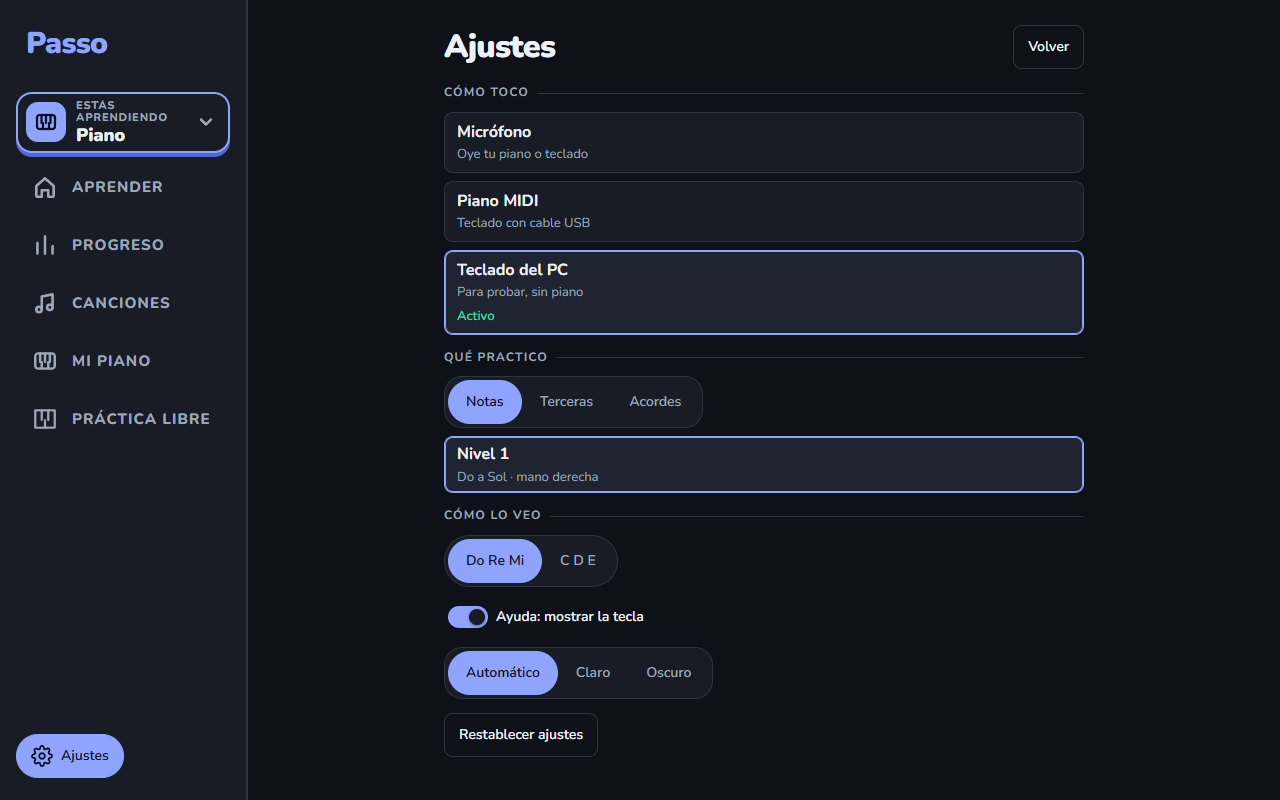 Passo
ESTÁS
APRENDIENDO
Piano
APRENDER
PROGRESO
CANCIONES
MI PIANO
PRÁCTICA LIBRE
Ajustes
Ajustes
Volver
CÓMO TOCO
Micrófono
Oye tu piano o teclado
Piano MIDI
Teclado con cable USB
Teclado del PC
Para probar, sin piano
Activo
QUÉ PRACTICO
Notas Terceras Acordes
Nivel 1
Do a Sol · mano derecha
CÓMO LO VEO
Do Re Mi C D E
Ayuda: mostrar la tecla
Automático Claro Oscuro
Restablecer ajustes